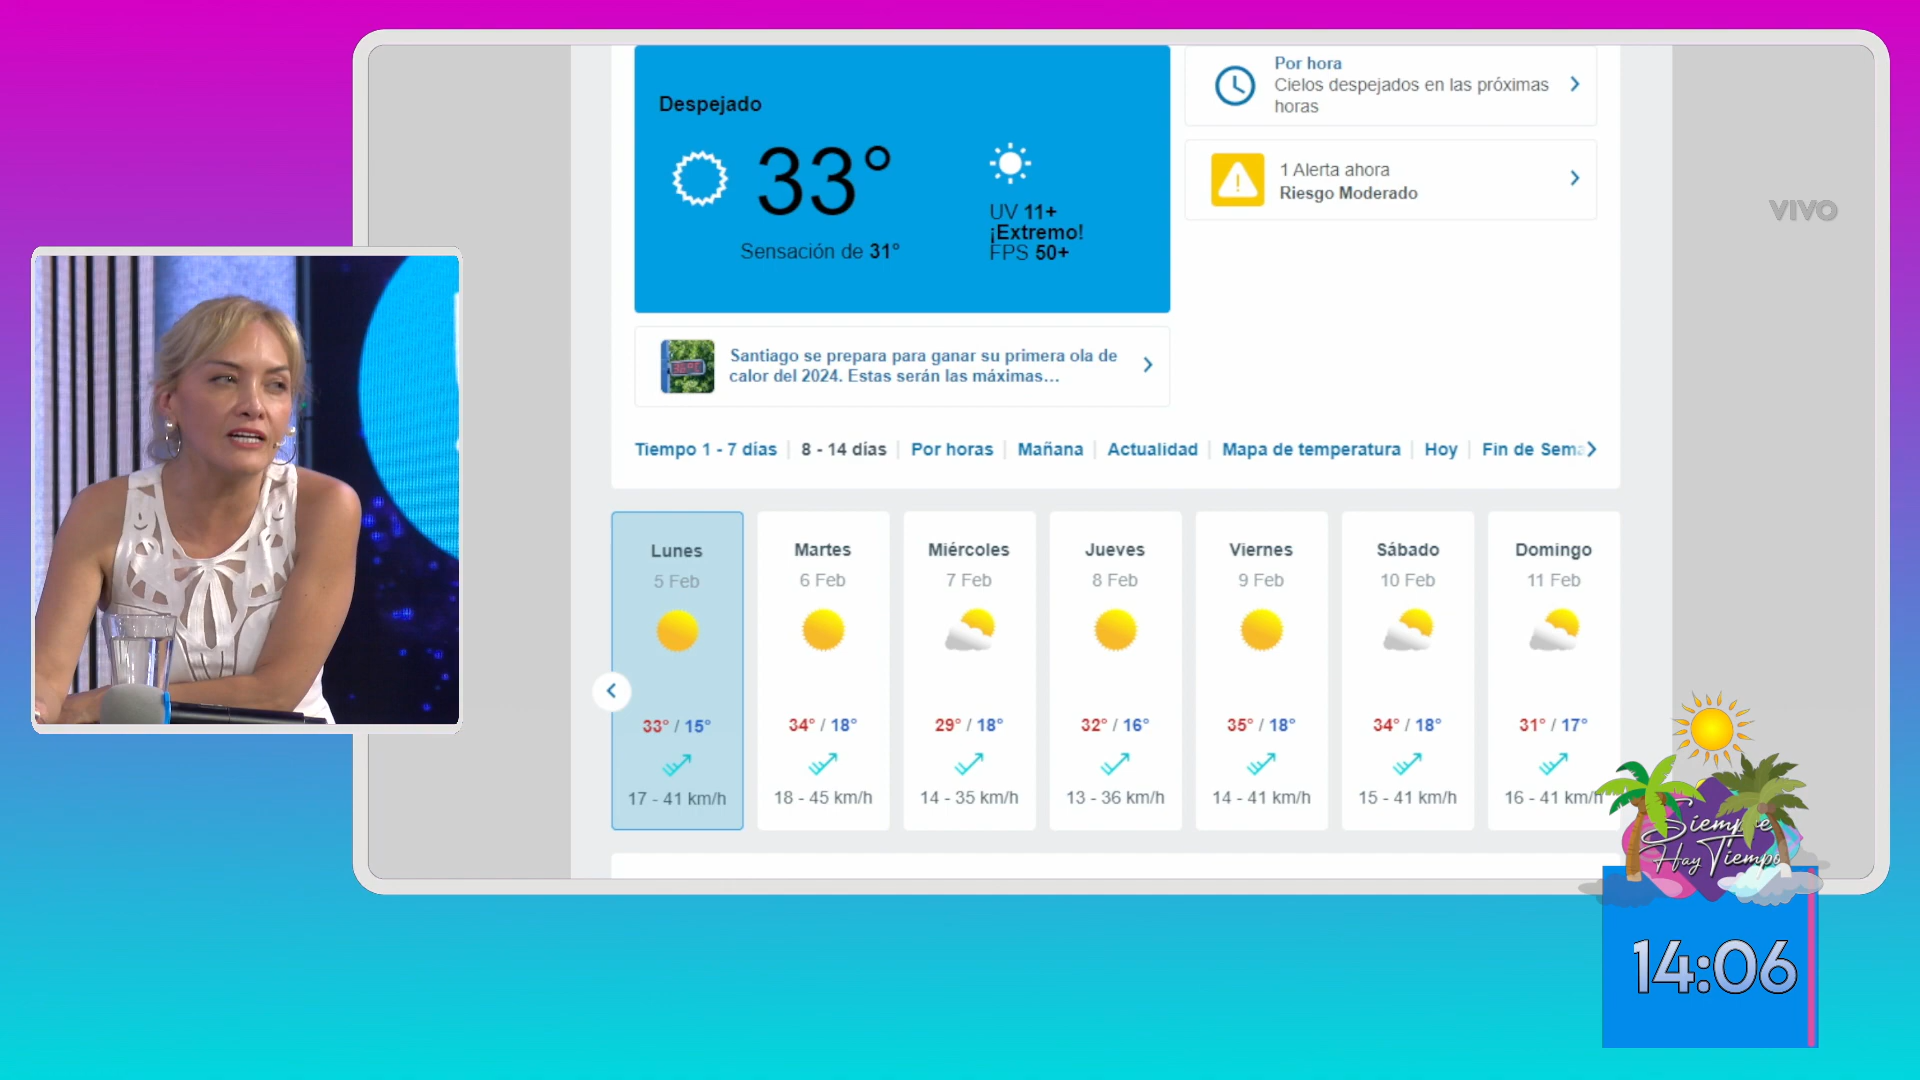 Despejado
33°
Sensación de 31°
UV 11+
¡Extremo!
FPS 50+
Por hora
Cielos despejados en las próximas
horas
1 Alerta ahora
Riesgo Moderado
VIVO
Santiago se prepara para ganar su primera ola de
calor del 2024. Estas serán las máximas...
Tiempo 1 - 7 días | 8 - 14 días | Por horas | Mañana | Actualidad | Mapa de temperatura | Hoy | Fin de Sema
Lunes
5 Feb
33° / 15°
17 - 41 km/h
Martes
6 Feb
34° / 18°
18 - 45 km/h
Miércoles
7 Feb
29° / 18°
14 - 35 km/h
Jueves
8 Feb
32° / 16°
13 - 36 km/h
Viernes
9 Feb
35° / 18°
14 - 41 km/h
Sábado
10 Feb
34° / 18°
15 - 41 km/h
Domingo
11 Feb
31° / 17°
16 - 41 km/h
Siempre
Hay Tiempo
14:06